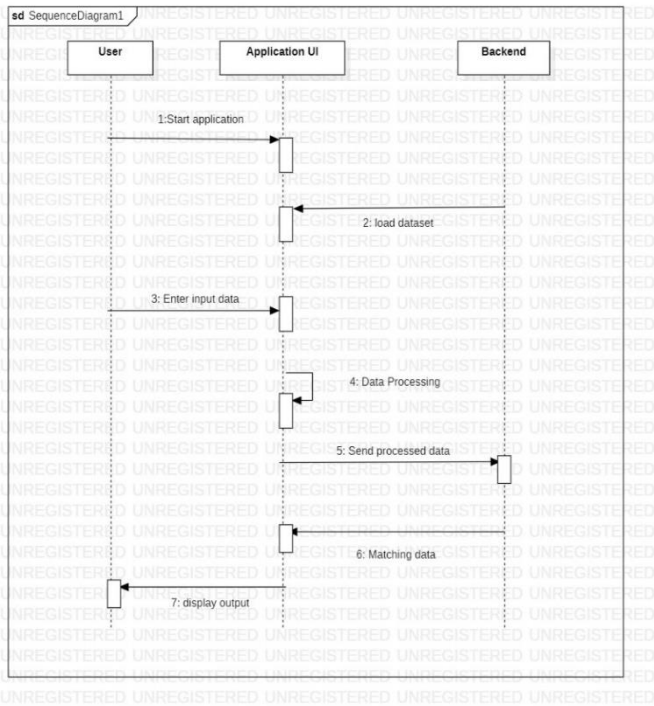 sd SequenceDiagram1
User
Application UI
Backend
1:Start application
2: load dataset
3: Enter input data
4: Data Processing
5: Send processed data
6: Matching data
7: display output
UNREGISTERED